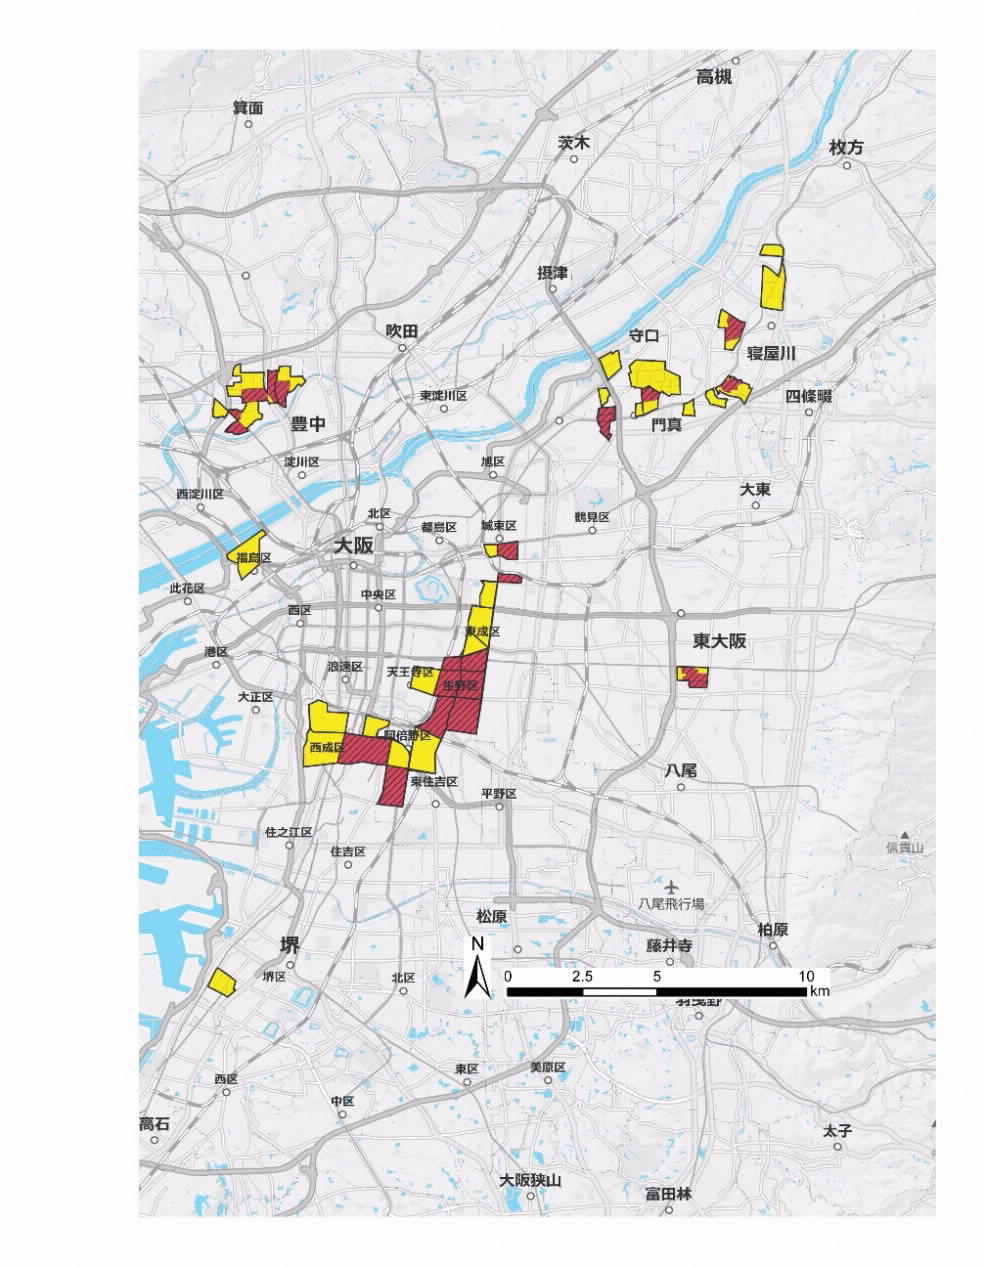 高槻
箕面
茨木
枚方
摂津
吹田
守口
寝屋川
東淀川区
四條畷
豊中
門真
淀川区
旭区
西淀川区
大東
北区
都島区
城東区
鶴見区
大阪
福島区
此花区
中央区
西区
東成区
東大阪
港区
浪速区
天王寺区
生野区
大正区
阿倍野区
西成区
八尾
東住吉区
平野区
住之江区
住吉区
信貴山
八尾飛行場
松原
柏原
堺
藤井寺
N
堺区
北区
0 2.5 5 10
km
羽曳野
東区
美原区
西区
中区
高石
太子
大阪狭山
富田林